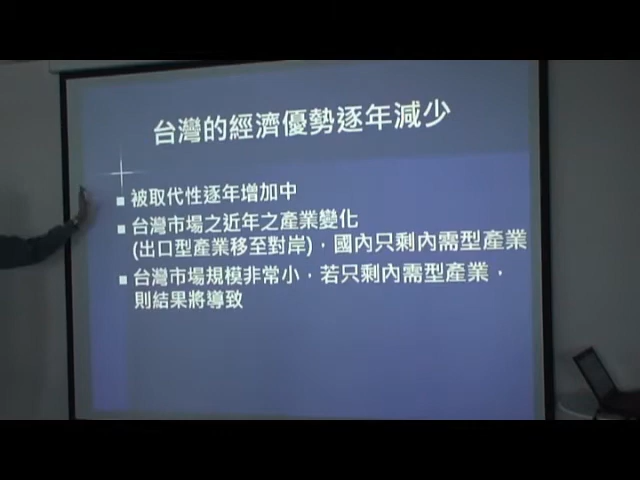 台灣的經濟優勢逐年減少
被取代性逐年增加中
台灣市場之近年之產業變化
(出口型產業移至對岸)，國內只剩內需型產業
台灣市場規模非常小，若只剩內需型產業，
則結果將導致